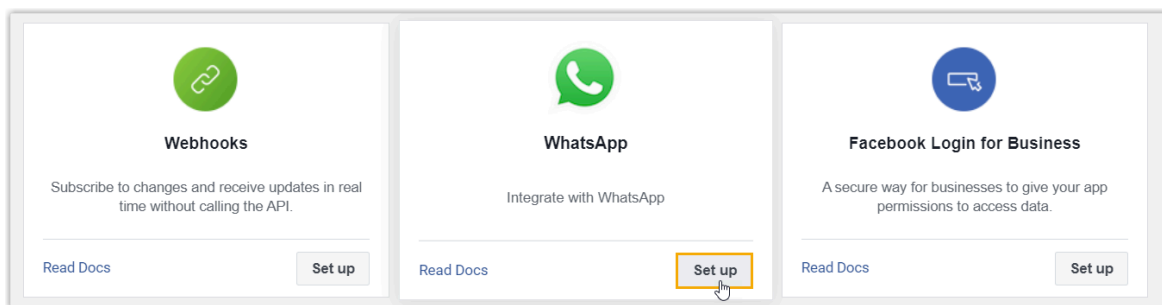 Webhooks
Subscribe to changes and receive updates in real
time without calling the API.
Read Docs
Set up
WhatsApp
Integrate with WhatsApp
Read Docs
Set up
Facebook Login for Business
A secure way for businesses to give your app
permissions to access data.
Read Docs
Set up